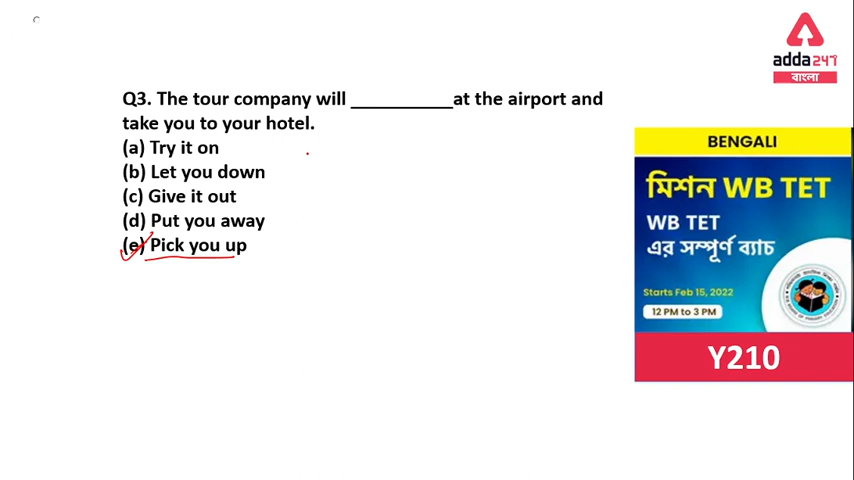 adda247
বাংলা
Q3. The tour company will __________at the airport and
take you to your hotel.
(a) Try it on
(b) Let you down
(c) Give it out
(d) Put you away
(e) Pick you up
BENGALI
মিশন WB TET
WB TET
এর সম্পূর্ণ ব্যাচ
Starts Feb 15, 2022
12 PM to 3 PM
Y210